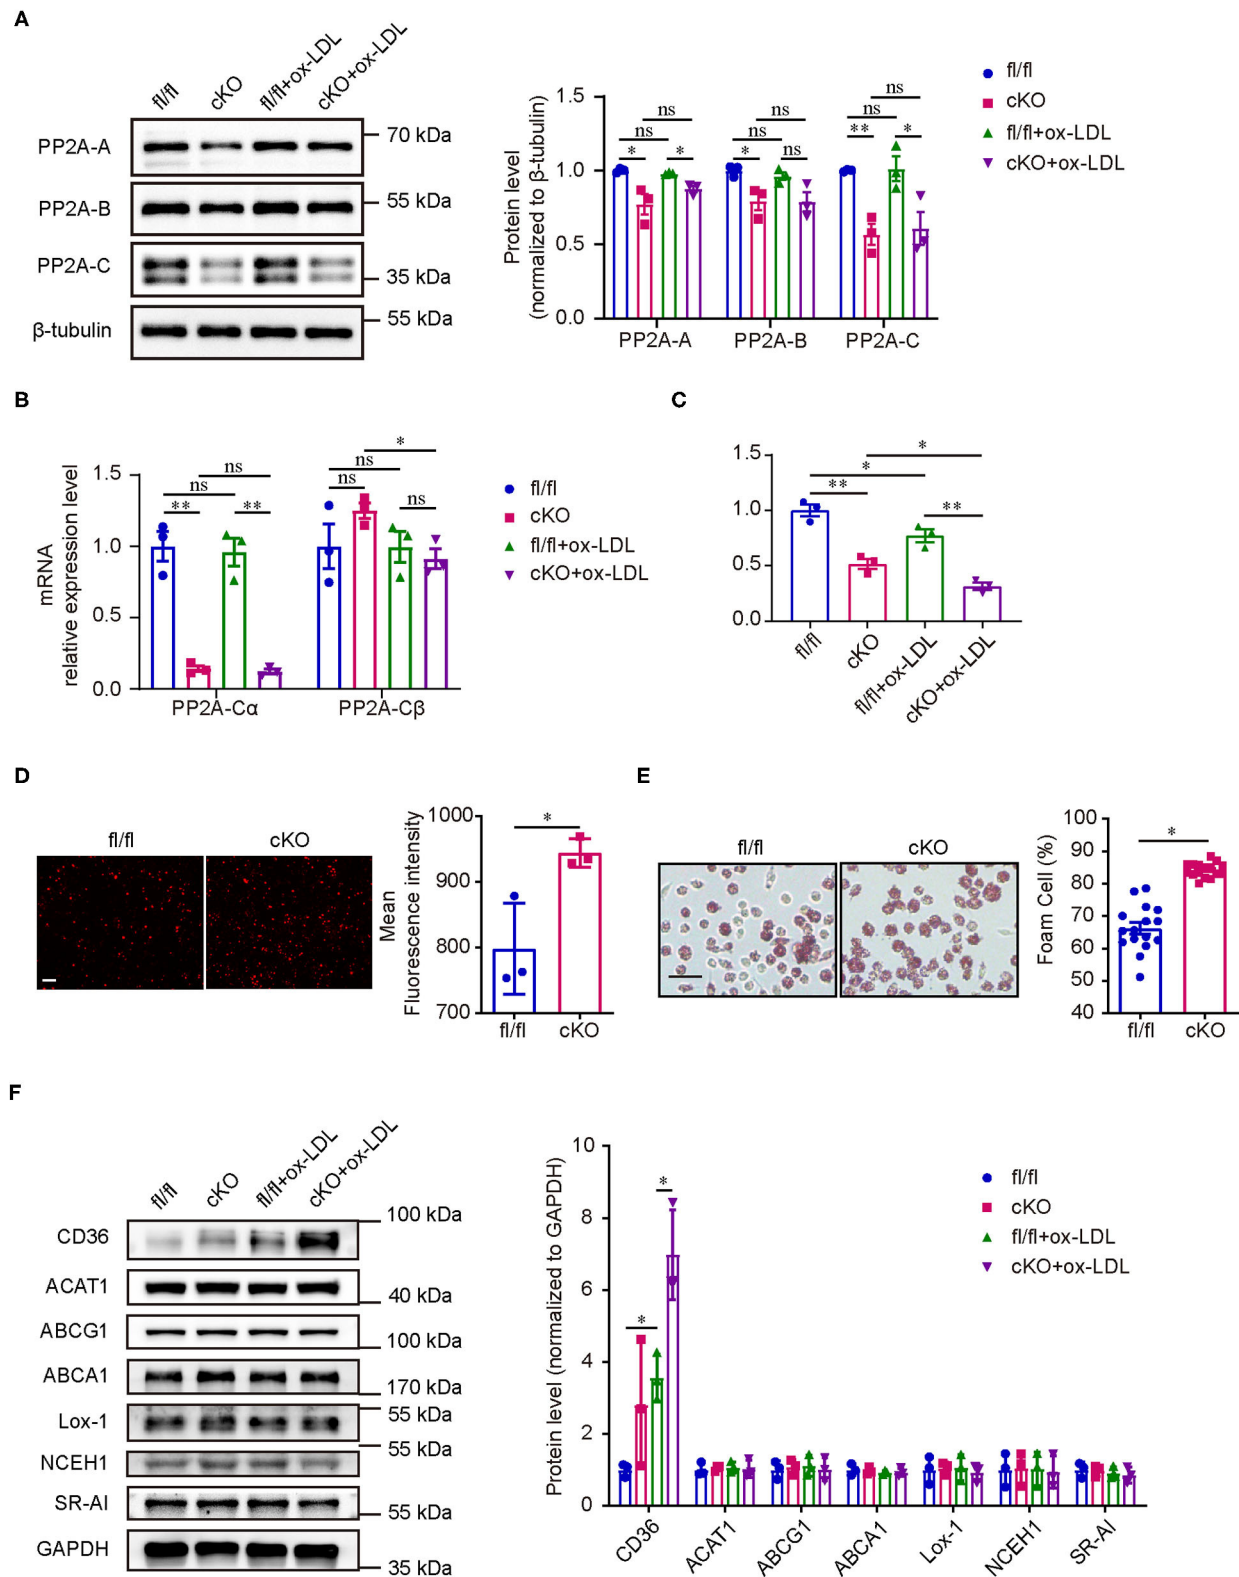 A
fl/fl cKO fl/fl+ox-LDL cKO+ox-LDL
PP2A-A 70 kDa
PP2A-B 55 kDa
PP2A-C 35 kDa
β-tubulin 55 kDa
Protein level
(normalized to β-tubulin)
1.5
1.0
0.5
0.0
ns ns ns
ns ns ns
* * * ns ** *
PP2A-A PP2A-B PP2A-C
fl/fl
cKO
fl/fl+ox-LDL
cKO+ox-LDL
B
mRNA
relative expression level
1.5
1.0
0.5
0.0
ns *
ns ns
** ** ns ns
PP2A-Cα PP2A-Cβ
fl/fl
cKO
fl/fl+ox-LDL
cKO+ox-LDL
C
1.5
1.0
0.5
0.0
*
*
** **
fl/fl cKO fl/fl+ox-LDL cKO+ox-LDL
D
fl/fl cKO
Mean
Fluorescence intensity
1000
900
800
700
*
fl/fl cKO
E
fl/fl cKO
Foam Cell (%)
100
90
80
70
60
50
40
*
fl/fl cKO
F
fl/fl cKO fl/fl+ox-LDL cKO+ox-LDL
CD36 100 kDa
ACAT1 40 kDa
ABCG1 100 kDa
ABCA1 170 kDa
Lox-1 55 kDa
NCEH1 55 kDa
SR-AI 55 kDa
GAPDH 35 kDa
Protein level (normalized to GAPDH)
10
8
6
4
2
0
*
*
CD36 ACAT1 ABCG1 ABCA1 Lox-1 NCEH1 SR-AI
fl/fl
cKO
fl/fl+ox-LDL
cKO+ox-LDL